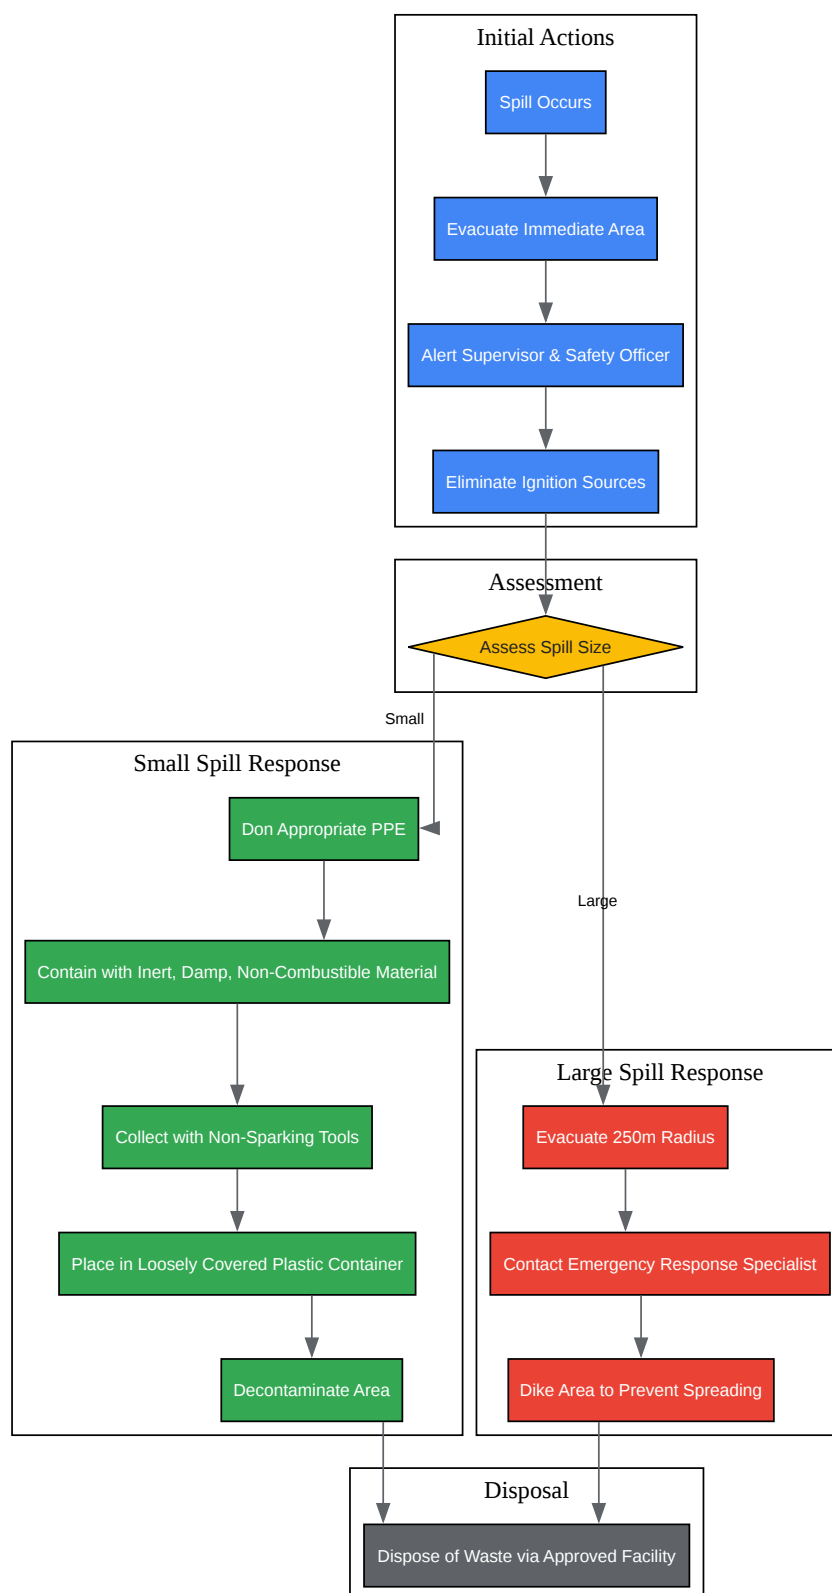 Initial Actions
Spill Occurs
Evacuate Immediate Area
Alert Supervisor & Safety Officer
Eliminate Ignition Sources
Assessment
Assess Spill Size
Small
Small Spill Response
Don Appropriate PPE
Large
Contain with Inert, Damp, Non-Combustible Material
Large Spill Response
Collect with Non-Sparking Tools
Evacuate 250m Radius
Place in Loosely Covered Plastic Container
Contact Emergency Response Specialist
Decontaminate Area
Dike Area to Prevent Spreading
Disposal
Dispose of Waste via Approved Facility